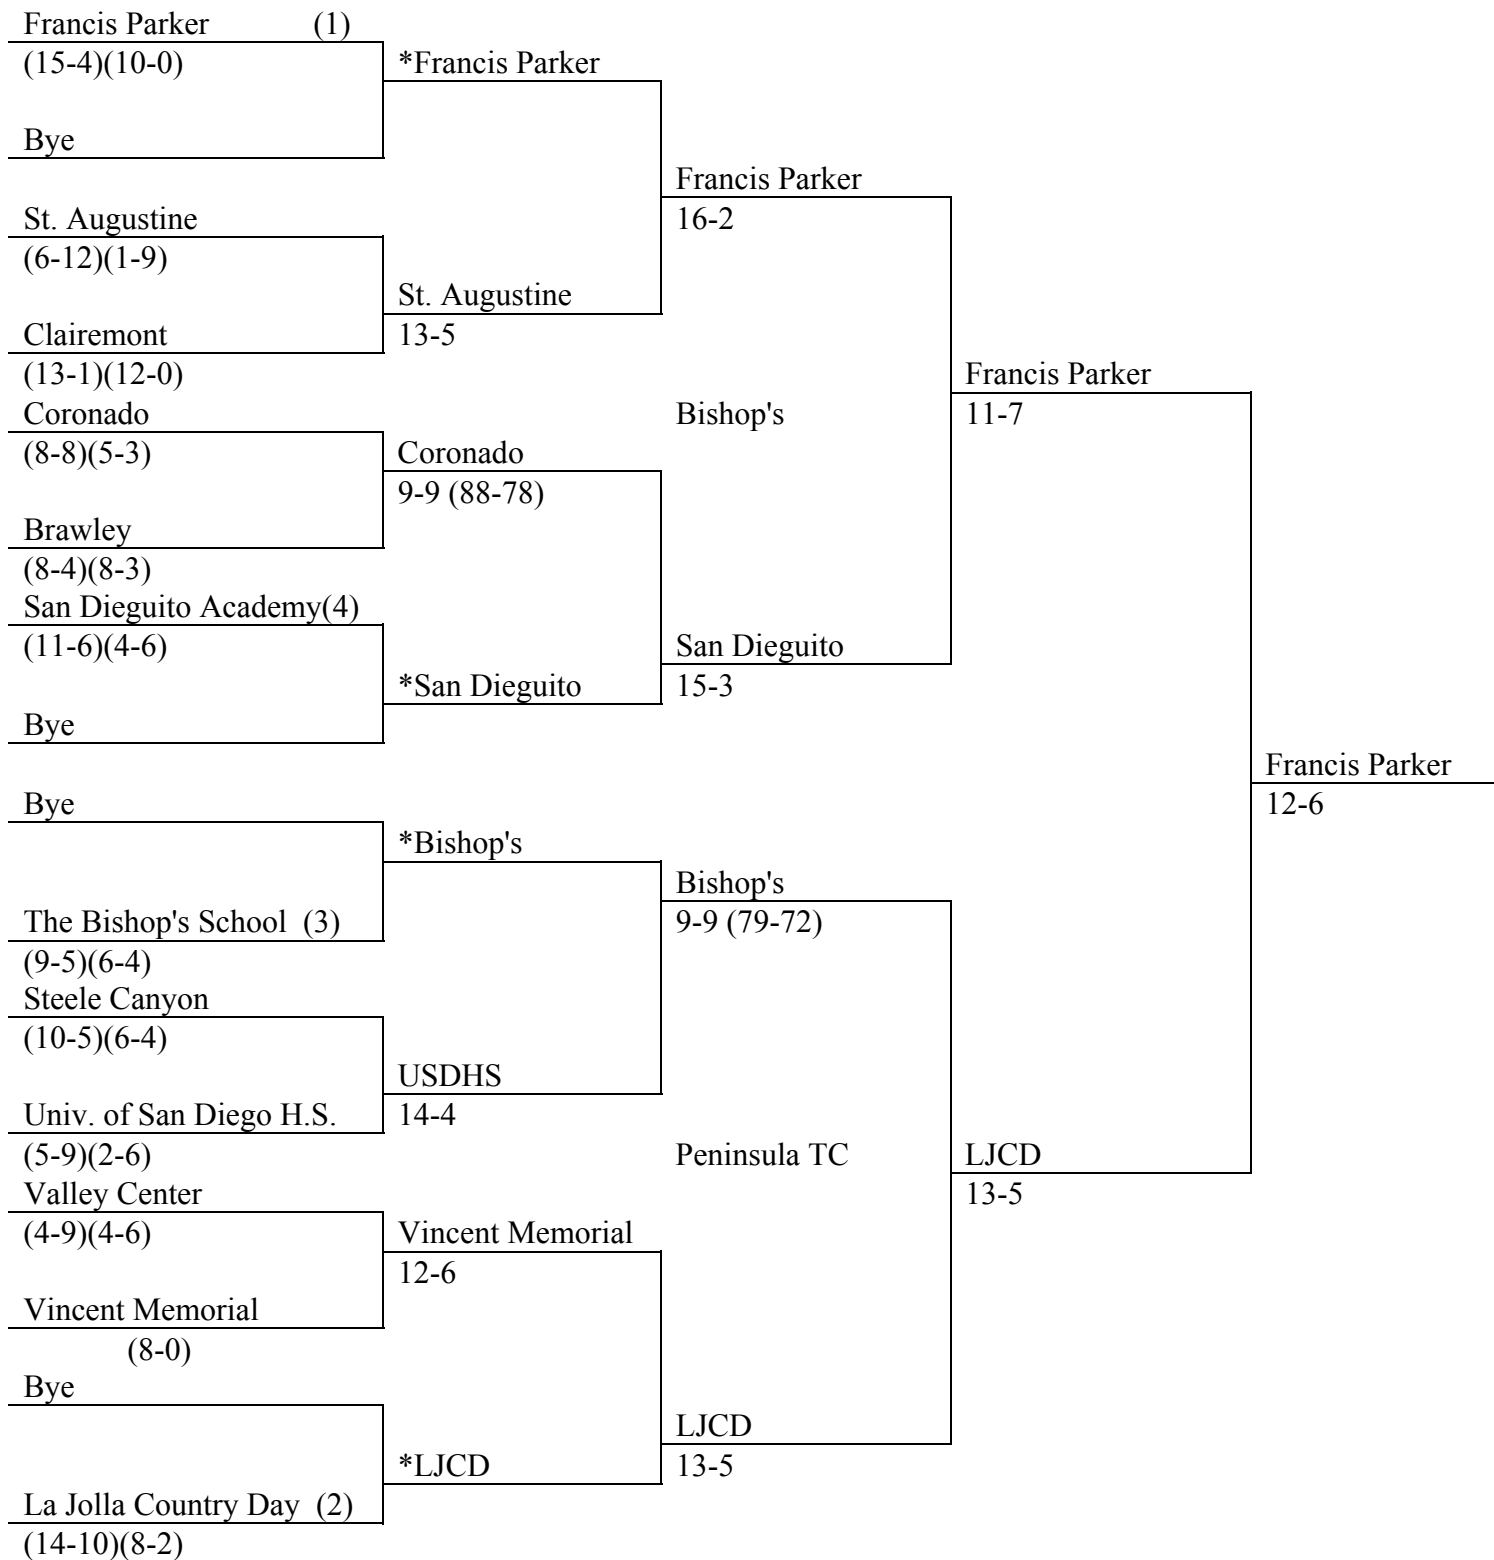 Francis Parker (1)
(15-4)(10-0)
*Francis Parker
Bye
Francis Parker
St. Augustine
16-2
(6-12)(1-9)
St. Augustine
Clairemont
13-5
(13-1)(12-0)
Francis Parker
Coronado
Bishop's
11-7
(8-8)(5-3)
Coronado
9-9 (88-78)
Brawley
(8-4)(8-3)
San Dieguito Academy(4)
(11-6)(4-6)
San Dieguito
*San Dieguito
15-3
Bye
Francis Parker
Bye
12-6
*Bishop's
Bishop's
The Bishop's School (3)
9-9 (79-72)
(9-5)(6-4)
Steele Canyon
(10-5)(6-4)
USDHS
Univ. of San Diego H.S.
14-4
(5-9)(2-6)
Peninsula TC
LJCD
Valley Center
13-5
(4-9)(4-6)
Vincent Memorial
12-6
Vincent Memorial
(8-0)
Bye
LJCD
*LJCD
13-5
La Jolla Country Day (2)
(14-10)(8-2)